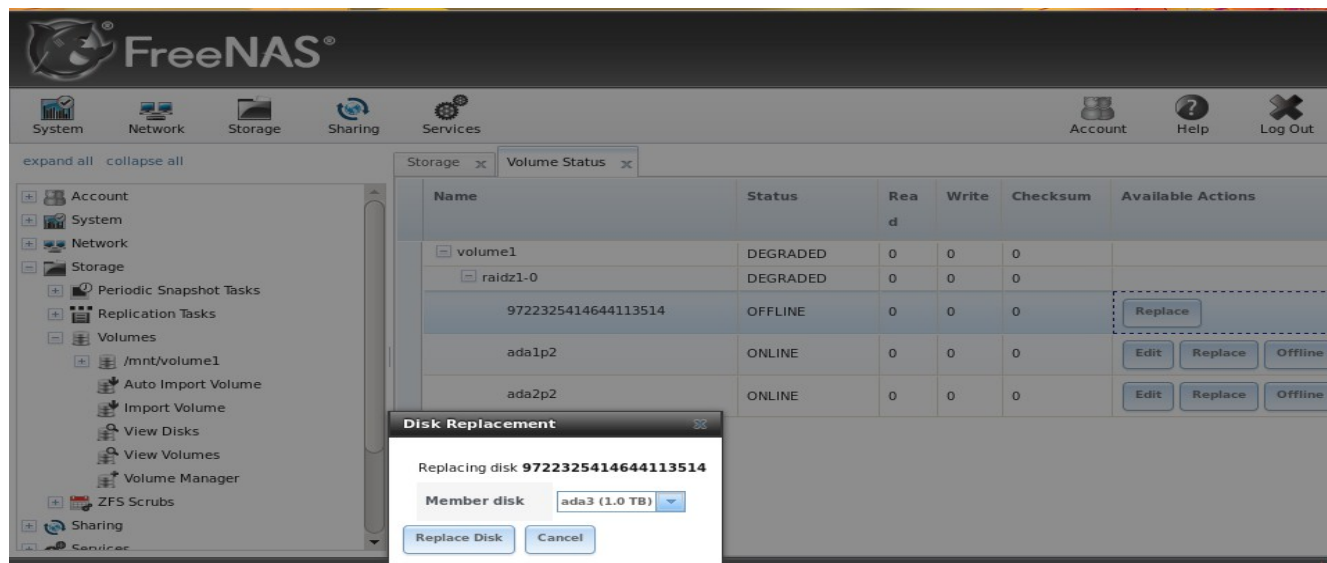 FreeNAS®
System Network Storage Sharing Services Account Help Log Out
expand all collapse all
Storage x Volume Status x
Account
System
Network
Storage
Periodic Snapshot Tasks
Replication Tasks
Volumes
/mnt/volume1
Auto Import Volume
Import Volume
View Disks
View Volumes
Volume Manager
ZFS Scrubs
Sharing
Services
Name Status Rea Write Checksum Available Actions
d
volume1 DEGRADED 0 0 0
raidz1-0 DEGRADED 0 0 0
9722325414644113514 OFFLINE 0 0 0 Replace
ada1p2 ONLINE 0 0 0 Edit Replace Offline
ada2p2 ONLINE 0 0 0 Edit Replace Offline
Disk Replacement
Replacing disk 9722325414644113514
Member disk ada3 (1.0 TB)
Replace Disk Cancel